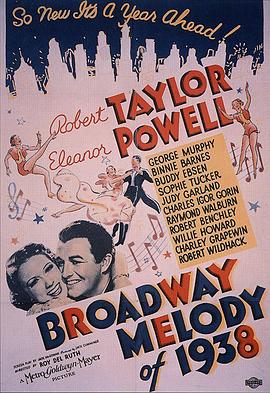 So New It's A Year Ahead!
Robert TAYLOR
Eleanor POWELL
GEORGE MURPHY
BINNIE BARNES
BUDDY EBSEN
SOPHIE TUCKER
JUDY GARLAND
CHARLES IGOR GORIN
RAYMOND WALBURN
ROBERT BENCHLEY
WILLIE HOWARD
CHARLEY GRAPEWIN
ROBERT WILDHACK
BROADWAY
MELODY
of 1938
DIRECTED BY ROY DEL RUTH
A Metro-Goldwyn-Mayer
PICTURE